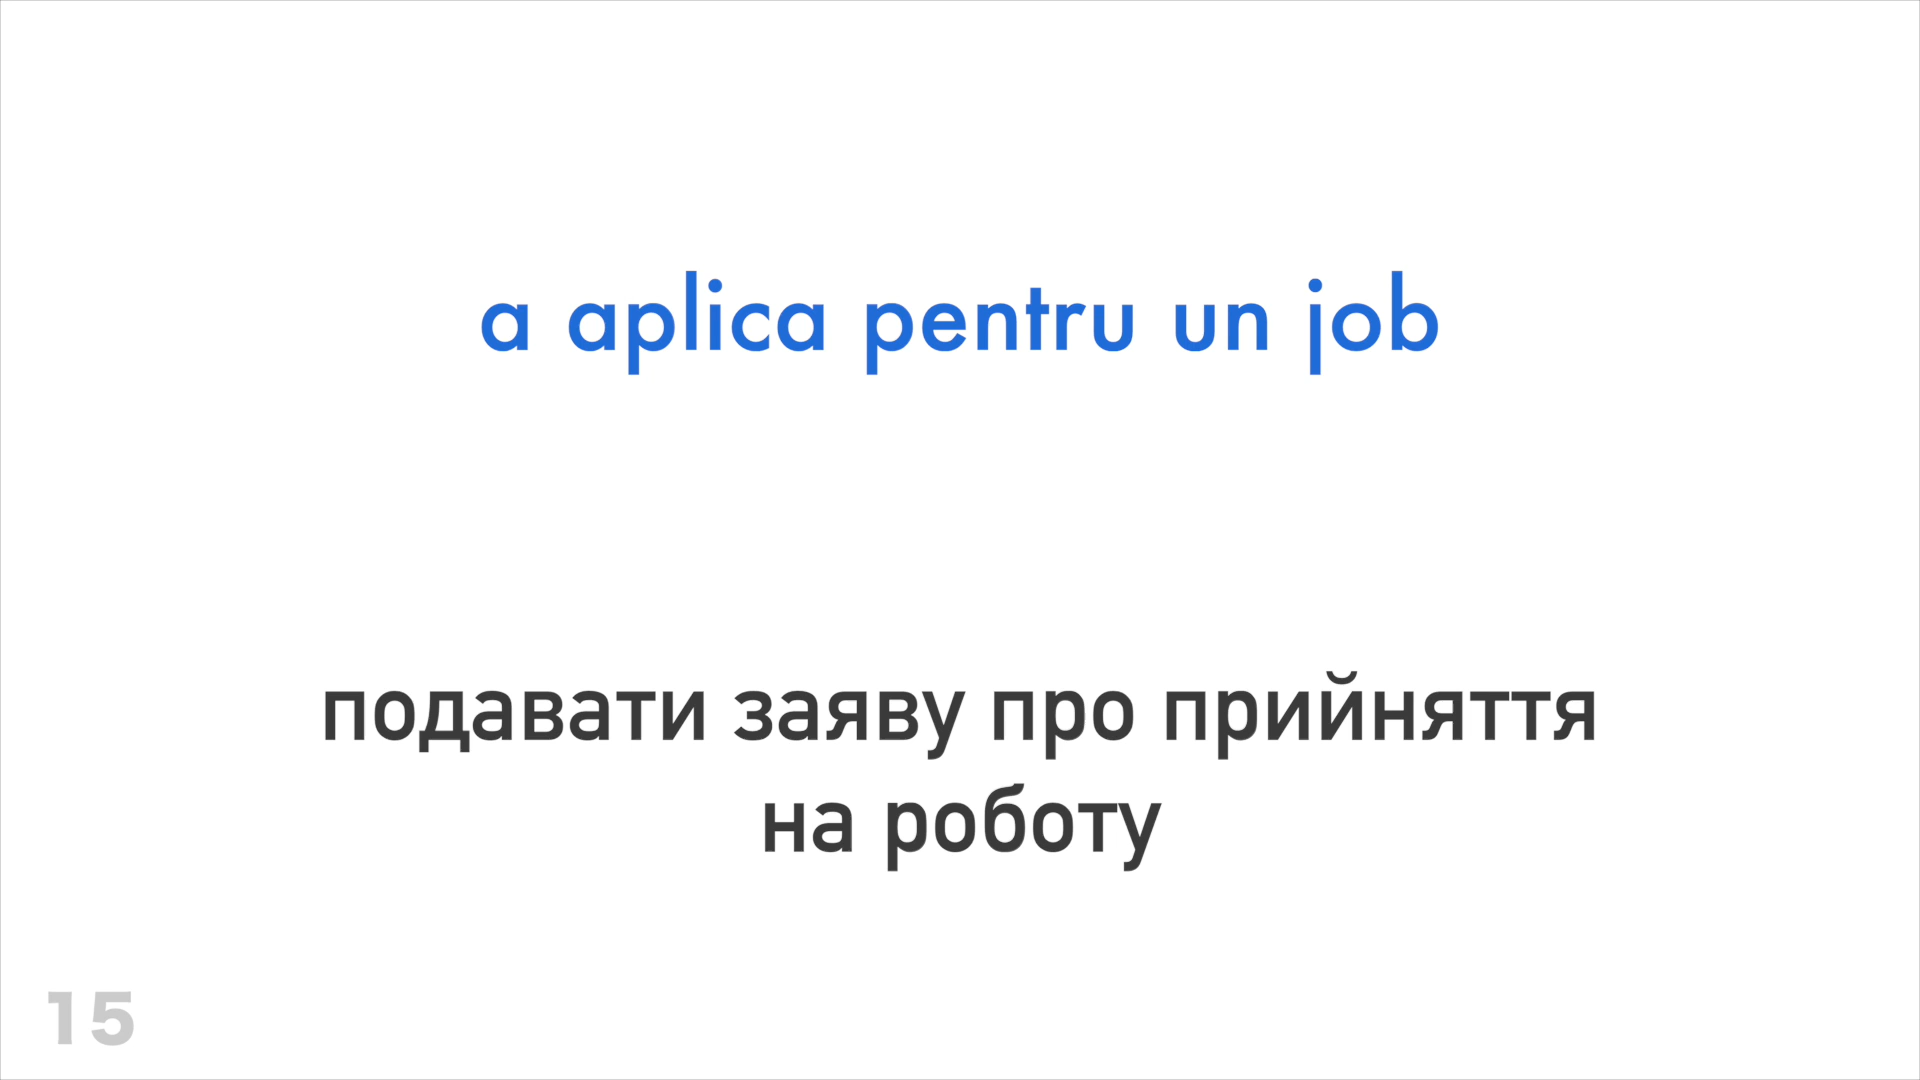 a aplica pentru un job
подавати заяву про прийняття
на роботу
15